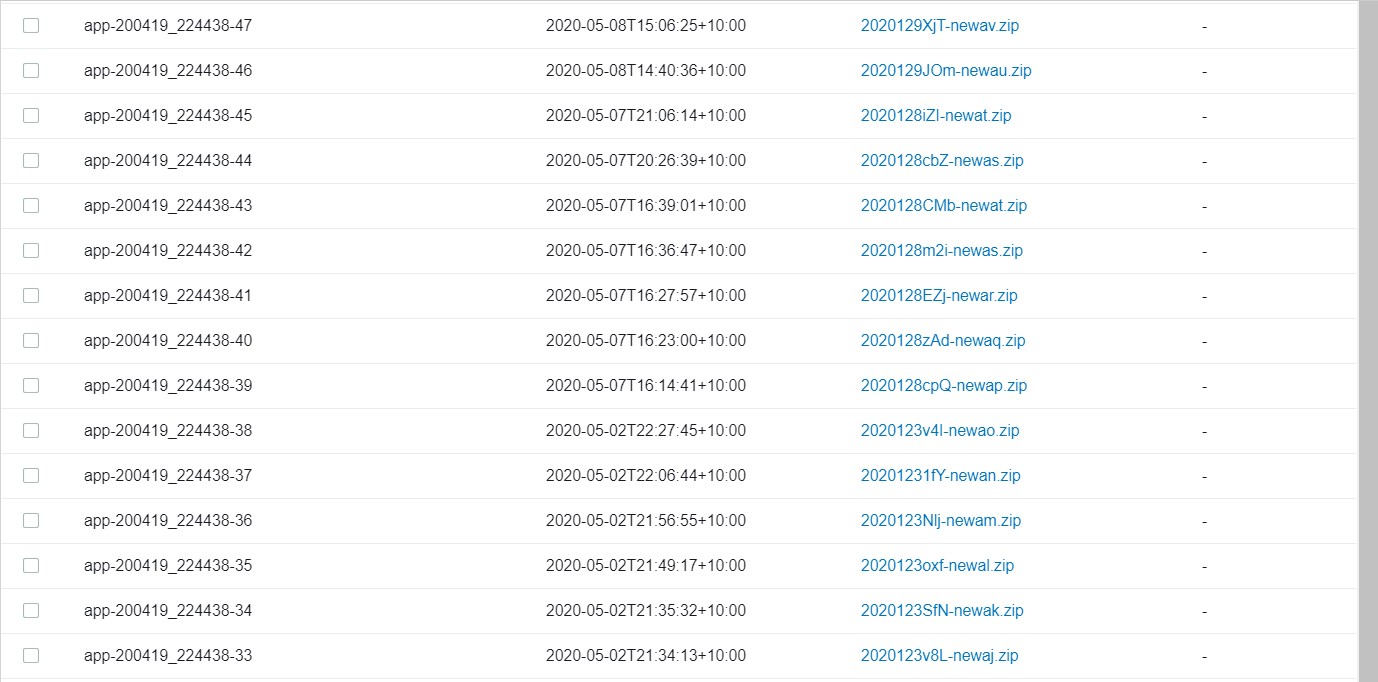 app-200419_224438-47 2020-05-08T15:06:25+10:00 2020129XjT-newav.zip -
app-200419_224438-46 2020-05-08T14:40:36+10:00 2020129JOm-newau.zip -
app-200419_224438-45 2020-05-07T21:06:14+10:00 2020128iZl-newat.zip -
app-200419_224438-44 2020-05-07T20:26:39+10:00 2020128cbZ-newas.zip -
app-200419_224438-43 2020-05-07T16:39:01+10:00 2020128CMb-newat.zip -
app-200419_224438-42 2020-05-07T16:36:47+10:00 2020128m2i-newas.zip -
app-200419_224438-41 2020-05-07T16:27:57+10:00 2020128EZj-newar.zip -
app-200419_224438-40 2020-05-07T16:23:00+10:00 2020128zAd-newaq.zip -
app-200419_224438-39 2020-05-07T16:14:41+10:00 2020128cpQ-newap.zip -
app-200419_224438-38 2020-05-02T22:27:45+10:00 2020123v4l-newao.zip -
app-200419_224438-37 2020-05-02T22:06:44+10:00 20201231fY-newan.zip -
app-200419_224438-36 2020-05-02T21:56:55+10:00 2020123Nlj-newam.zip -
app-200419_224438-35 2020-05-02T21:49:17+10:00 2020123oxf-newal.zip -
app-200419_224438-34 2020-05-02T21:35:32+10:00 2020123SfN-newak.zip -
app-200419_224438-33 2020-05-02T21:34:13+10:00 2020123v8L-newaj.zip -